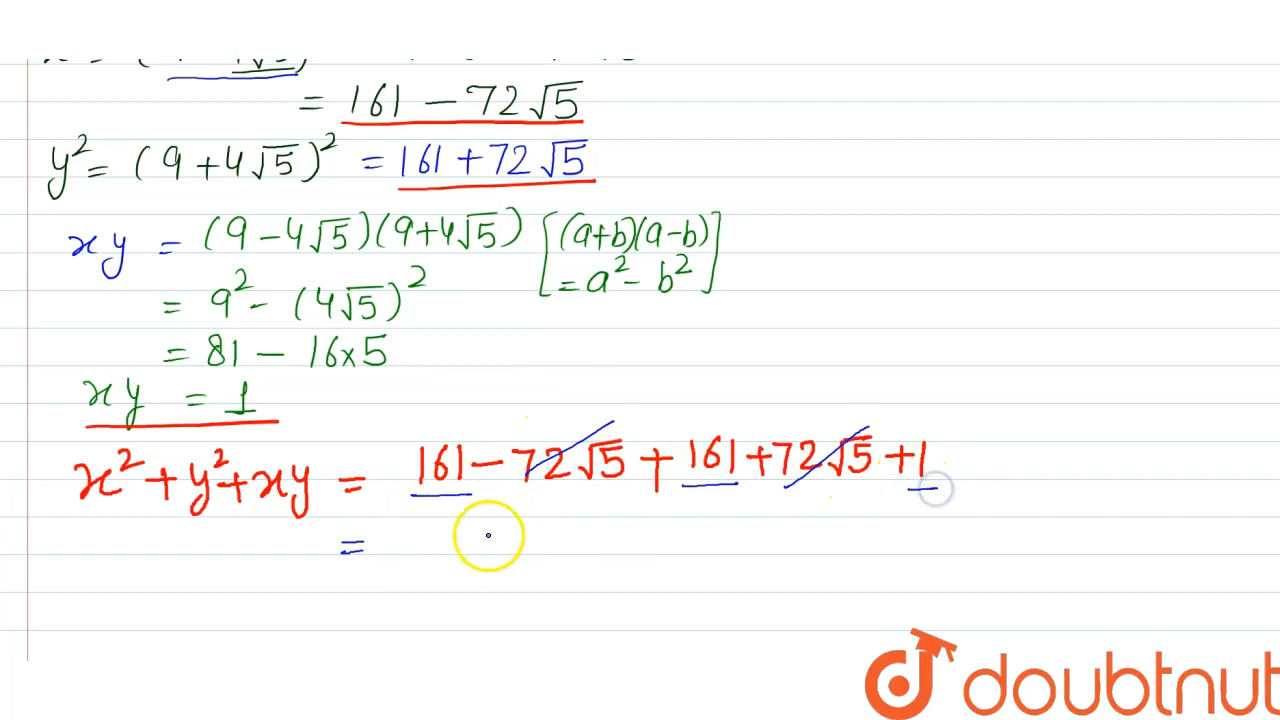 = 161 - 72√5
y² = (9 + 4√5)² = 161 + 72√5
xy = (9 - 4√5)(9 + 4√5) [(a+b)(a-b)
= a² - b²]
= 9² - (4√5)²
= 81 - 16×5
xy = 1
x² + y² + xy = 161 - 72√5 + 161 + 72√5 + 1
=
doubtnut